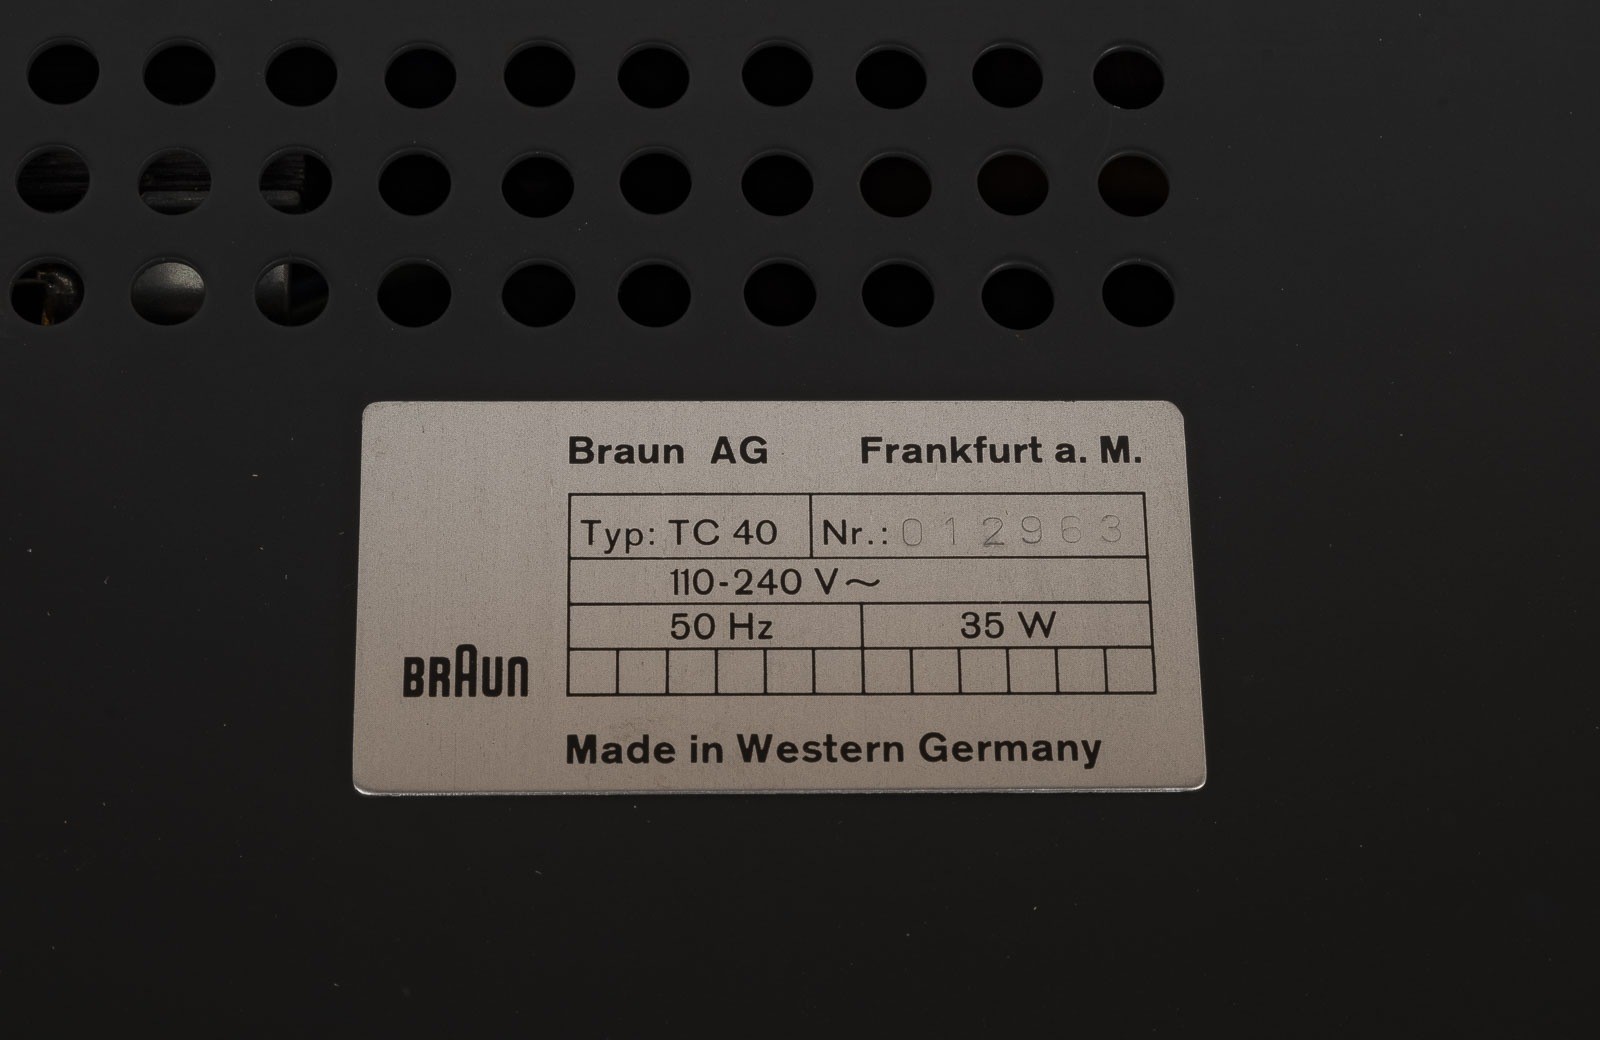 Braun AG Frankfurt a. M.
Typ: TC 40 Nr.: 012963
110-240 V~
50 Hz 35 W
BRAUN
Made in Western Germany